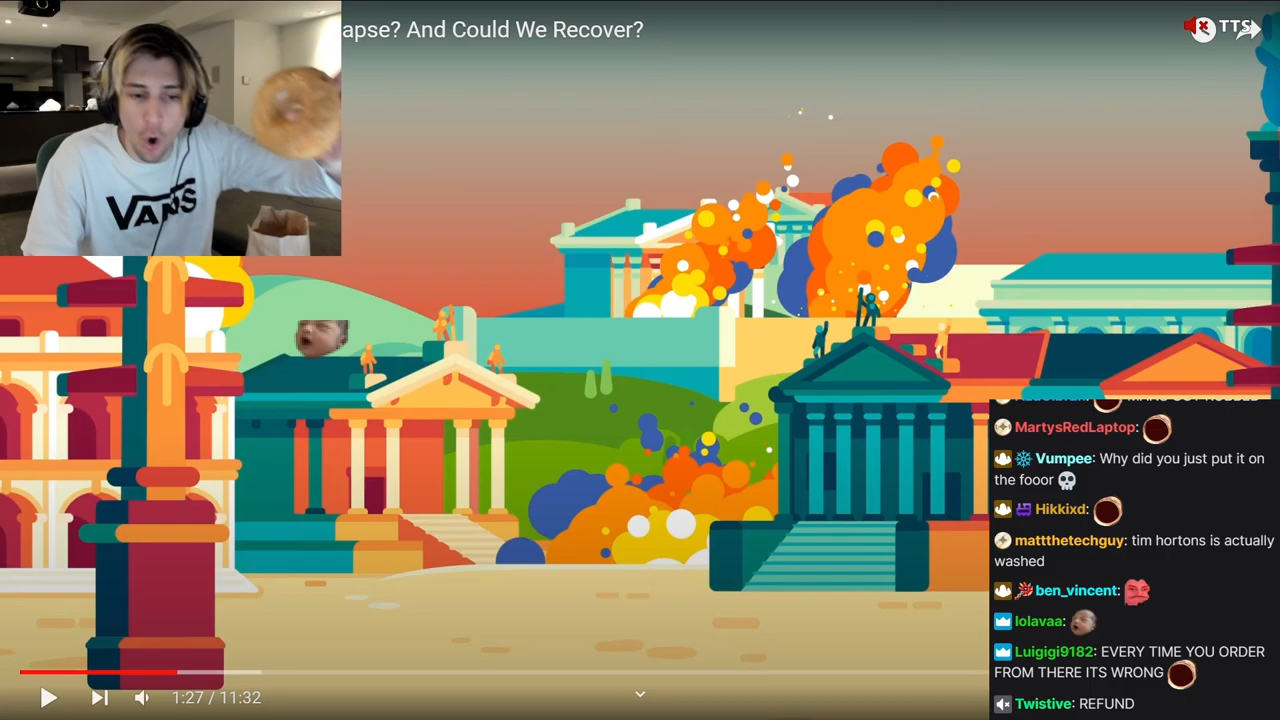 apse? And Could We Recover?
TTS
VANS
MartysRedLaptop:
Vumpee: Why did you just put it on
the fooor
Hikkixd:
mattthetechguy: tim hortons is actually
washed
ben_vincent:
lolavaa:
Luigigi9182: EVERY TIME YOU ORDER
FROM THERE ITS WRONG
Twistive: REFUND
1:27 / 11:32